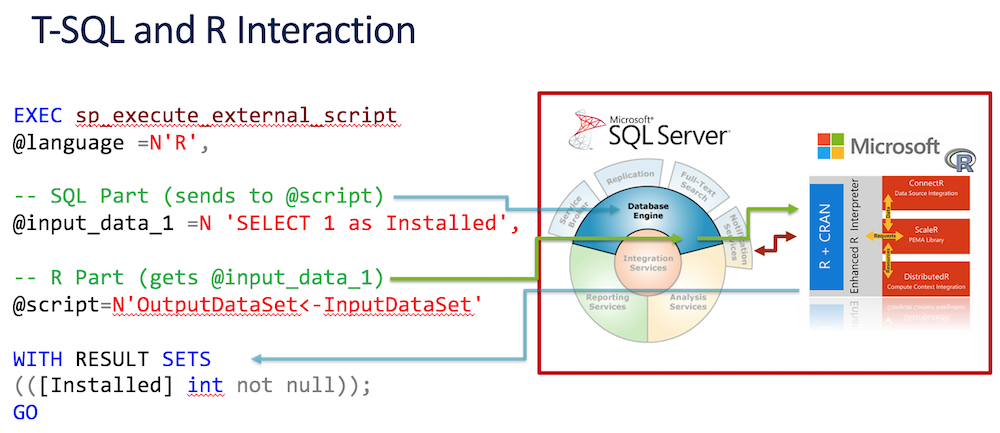 T-SQL and R Interaction
EXEC sp_execute_external_script
@language =N'R',
-- SQL Part (sends to @script)
@input_data_1 =N 'SELECT 1 as Installed',
-- R Part (gets @input_data_1)
@script=N'OutputDataSet<-InputDataSet'
WITH RESULT SETS
(([Installed] int not null));
GO
Microsoft®
SQL Server®
Replication
Full-Text
Search
Service
Broker
Database
Engine
Notification
Services
Integration
Services
Reporting
Services
Analysis
Services
Microsoft
R
R + CRAN
Enhanced R Interpreter
ConnectR
Data Source Integration
Data
ScaleR
PEMA Library
Requests
DistributedR
Compute Context Integration